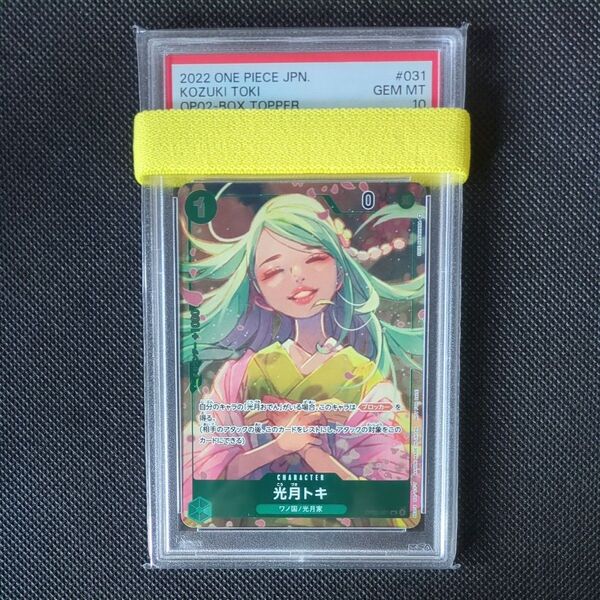 2022 ONE PIECE JPN. #031
KOZUKI TOKI GEM MT
OP02-BOX TOPPER 10
1
0
自分のキャラの「光月おでん」がいる場合、このキャラは ブロッカー を
得る。
(相手のアタックの後、このカードをレストにし、アタックの対象をこの
カードにできる)
CHARACTER
光月トキ
ワノ国/光月家